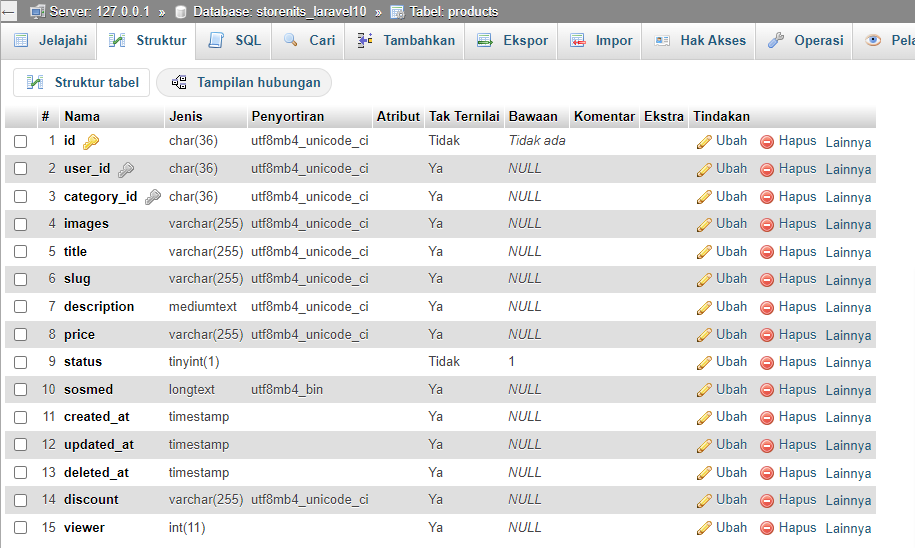 ← Server: 127.0.0.1 » Database: storenits_laravel10 » Tabel: products
Jelajahi Struktur SQL Cari Tambahkan Ekspor Impor Hak Akses Operasi Pela
Struktur tabel Tampilan hubungan
# Nama Jenis Penyortiran Atribut Tak Ternilai Bawaan Komentar Ekstra Tindakan
1 id char(36) utf8mb4_unicode_ci Tidak Tidak ada Ubah Hapus Lainnya
2 user_id char(36) utf8mb4_unicode_ci Ya NULL Ubah Hapus Lainnya
3 category_id char(36) utf8mb4_unicode_ci Ya NULL Ubah Hapus Lainnya
4 images varchar(255) utf8mb4_unicode_ci Ya NULL Ubah Hapus Lainnya
5 title varchar(255) utf8mb4_unicode_ci Ya NULL Ubah Hapus Lainnya
6 slug varchar(255) utf8mb4_unicode_ci Ya NULL Ubah Hapus Lainnya
7 description mediumtext utf8mb4_unicode_ci Ya NULL Ubah Hapus Lainnya
8 price varchar(255) utf8mb4_unicode_ci Ya NULL Ubah Hapus Lainnya
9 status tinyint(1) Tidak 1 Ubah Hapus Lainnya
10 sosmed longtext utf8mb4_bin Ya NULL Ubah Hapus Lainnya
11 created_at timestamp Ya NULL Ubah Hapus Lainnya
12 updated_at timestamp Ya NULL Ubah Hapus Lainnya
13 deleted_at timestamp Ya NULL Ubah Hapus Lainnya
14 discount varchar(255) utf8mb4_unicode_ci Ya NULL Ubah Hapus Lainnya
15 viewer int(11) Ya NULL Ubah Hapus Lainnya